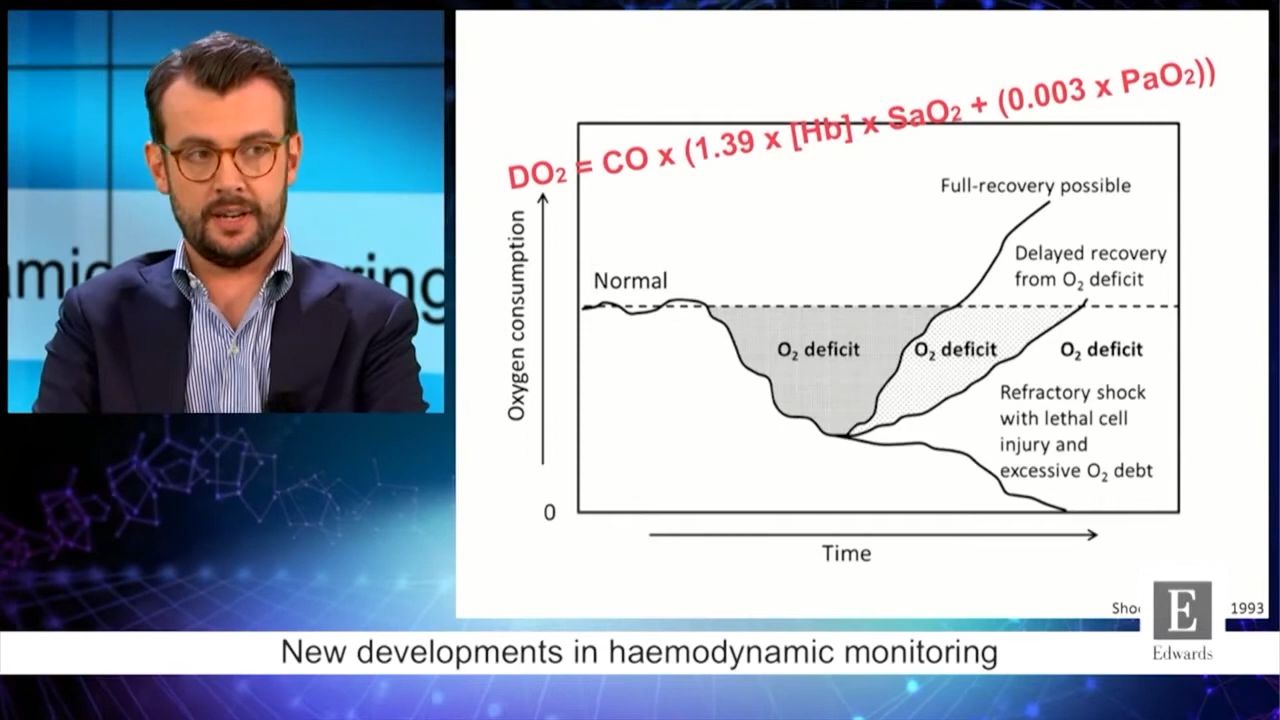 amic
ring
DO₂ = CO x (1.39 x [Hb] x SaO₂ + (0.003 x PaO₂))
Full-recovery possible
Delayed recovery
from O₂ deficit
Normal
Oxygen consumption
O₂ deficit
O₂ deficit
O₂ deficit
Refractory shock
with lethal cell
injury and
excessive O₂ debt
0
Time
1993
E
Edwards
New developments in haemodynamic monitoring